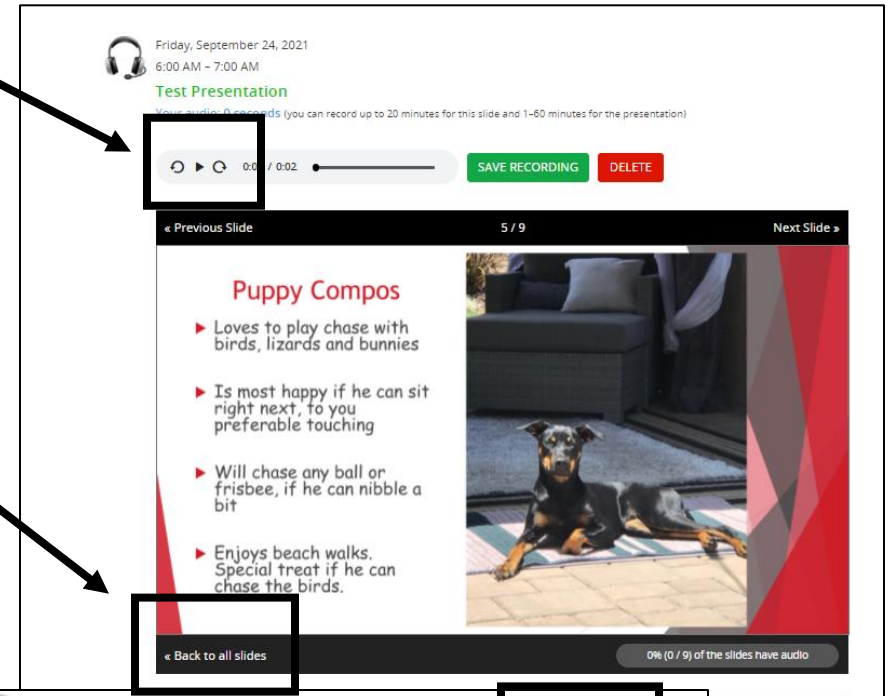 Friday, September 24, 2021
6:00 AM – 7:00 AM
Test Presentation
Your audio: 0 seconds (you can record up to 20 minutes for this slide and 1–60 minutes for the presentation)
/ 0:02 SAVE RECORDING DELETE
« Previous Slide 5 / 9 Next Slide »
Puppy Compos
Loves to play chase with
birds, lizards and bunnies
Is most happy if he can sit
right next, to you
preferable touching
Will chase any ball or
frisbee, if he can nibble a
bit
Enjoys beach walks.
Special treat if he can
chase the birds.
« Back to all slides 0% (0 / 9) of the slides have audio